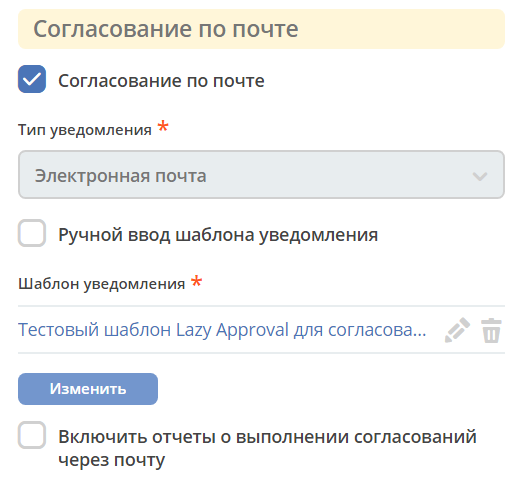 Согласование по почте
Согласование по почте
Тип уведомления *
Электронная почта
Ручной ввод шаблона уведомления
Шаблон уведомления *
Тестовый шаблон Lazy Approval для согласова...
Изменить
Включить отчеты о выполнении согласований
через почту